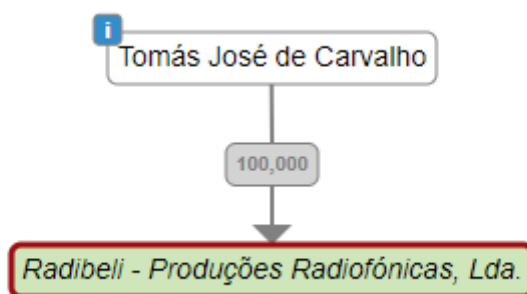 i
Tomás José de Carvalho
100,000
Radibeli - Produções Radiofónicas, Lda.